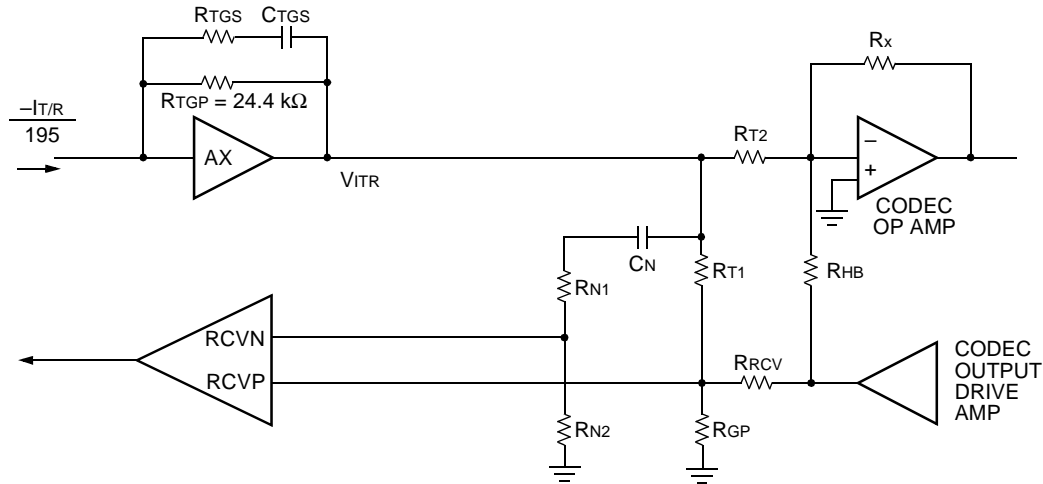 RTGS
CTGS
RX
RTGP = 24.4 kΩ
–IT/R
195
AX
VITR
RT2
–
+
CODEC
OP AMP
CN
RN1
RT1
RHB
RCVN
RCVP
RRCV
CODEC
OUTPUT
DRIVE
AMP
RN2
RGP